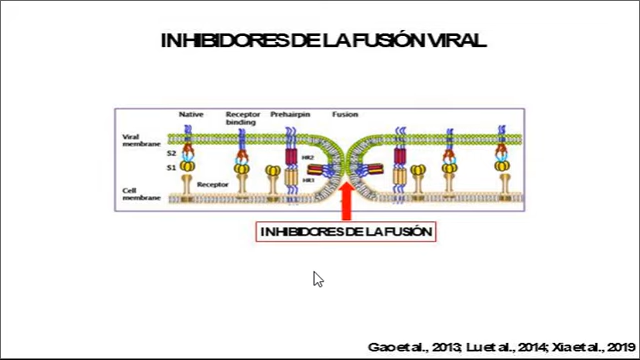 INHIBIDORES DE LA FUSIÓN VIRAL
Native
Receptor
binding
Prehairpin
Fusion
Viral
membrane
S2
S1
HR2
HR1
Receptor
Cell
membrane
INHIBIDORES DE LA FUSIÓN
Gao et al., 2013; Lu et al., 2014; Xia et al., 2019